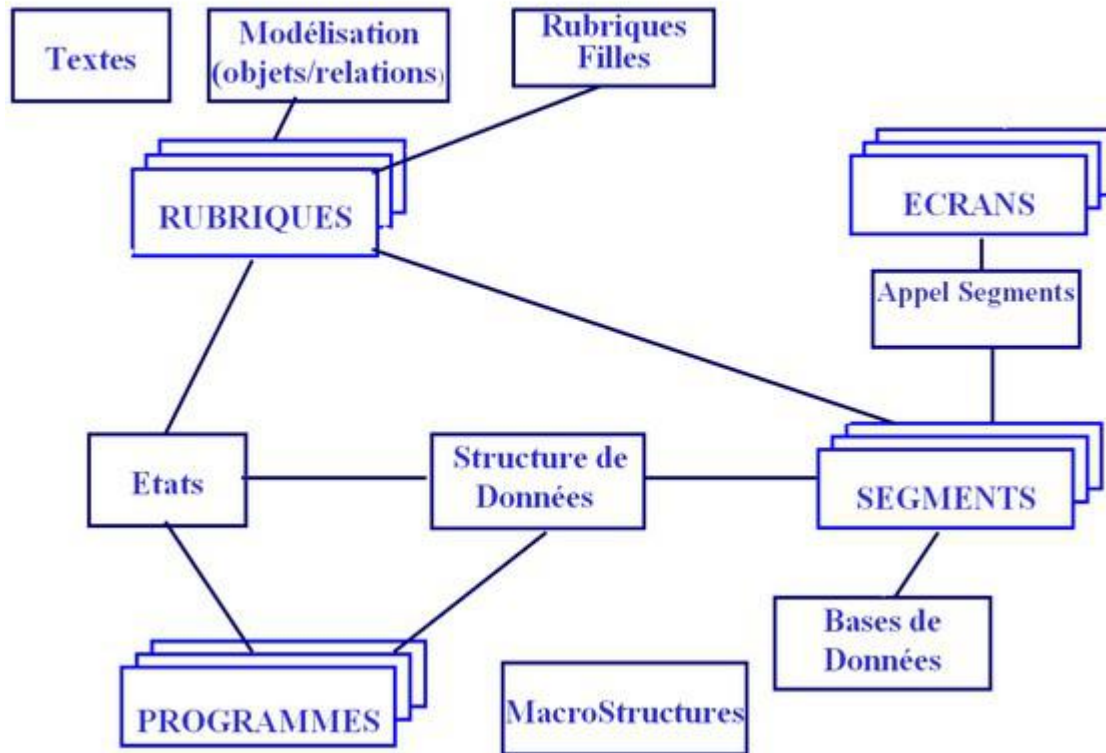 Textes
Modélisation
(objets/relations)
Rubriques
Filles
RUBRIQUES
ECRANS
Appel Segments
Etats
Structure de
Données
SEGMENTS
Bases de
Données
PROGRAMMES
MacroStructures